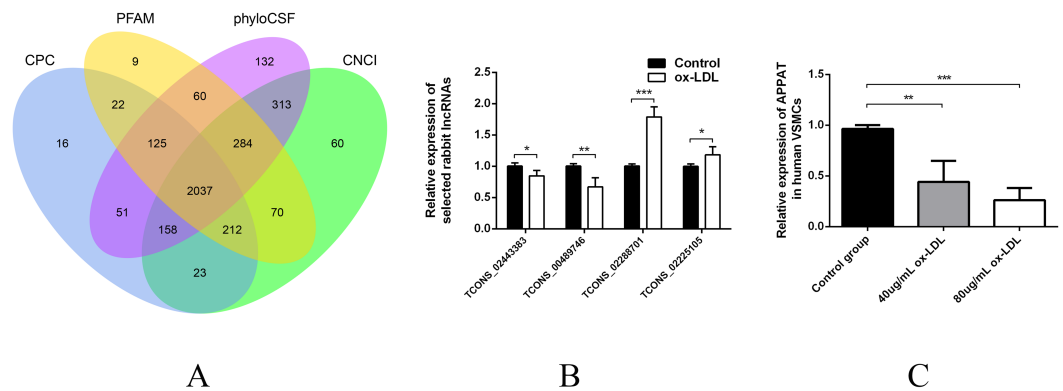 PFAM
phyloCSF
CPC
CNCI
9
132
22
60
313
16
125
284
60
2037
51
70
158
212
23
A
Relative expression of
selected rabbit lncRNAs
Control
ox-LDL
2.5
2.0
1.5
1.0
0.5
0.0
*
**
***
*
TCONS_02443383
TCONS_00489746
TCONS_02288701
TCONS_02225105
B
Relative expression of APPAT
in human VSMCs
1.5
1.0
0.5
0.0
***
**
Control group
40ug/mL ox-LDL
80ug/mL ox-LDL
C